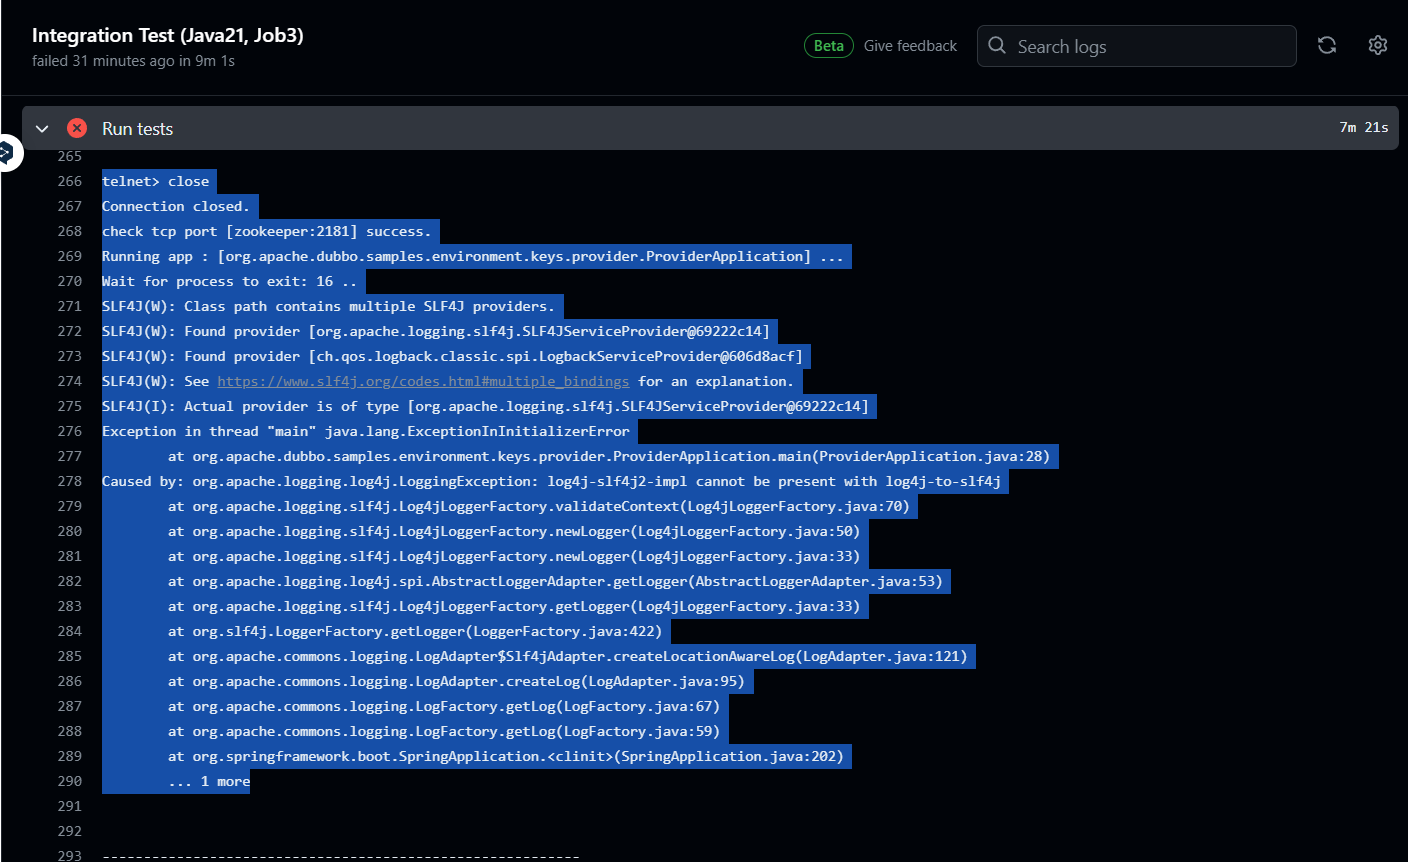 Integration Test (Java21, Job3)
failed 31 minutes ago in 9m 1s
Beta
Give feedback
Search logs
Run tests
7m 21s
265
266 telnet> close
267 Connection closed.
268 check tcp port [zookeeper:2181] success.
269 Running app : [org.apache.dubbo.samples.environment.keys.provider.ProviderApplication] ...
270 Wait for process to exit: 16 ..
271 SLF4J(W): Class path contains multiple SLF4J providers.
272 SLF4J(W): Found provider [org.apache.logging.slf4j.SLF4JServiceProvider@69222c14]
273 SLF4J(W): Found provider [ch.qos.logback.classic.spi.LogbackServiceProvider@606d8acf]
274 SLF4J(W): See https://www.slf4j.org/codes.html#multiple_bindings for an explanation.
275 SLF4J(I): Actual provider is of type [org.apache.logging.slf4j.SLF4JServiceProvider@69222c14]
276 Exception in thread "main" java.lang.ExceptionInInitializerError
277 at org.apache.dubbo.samples.environment.keys.provider.ProviderApplication.main(ProviderApplication.java:28)
278 Caused by: org.apache.logging.log4j.LoggingException: log4j-slf4j2-impl cannot be present with log4j-to-slf4j
279 at org.apache.logging.slf4j.Log4jLoggerFactory.validateContext(Log4jLoggerFactory.java:70)
280 at org.apache.logging.slf4j.Log4jLoggerFactory.newLogger(Log4jLoggerFactory.java:50)
281 at org.apache.logging.slf4j.Log4jLoggerFactory.newLogger(Log4jLoggerFactory.java:33)
282 at org.apache.logging.log4j.spi.AbstractLoggerAdapter.getLogger(AbstractLoggerAdapter.java:53)
283 at org.apache.logging.slf4j.Log4jLoggerFactory.getLogger(Log4jLoggerFactory.java:33)
284 at org.slf4j.LoggerFactory.getLogger(LoggerFactory.java:422)
285 at org.apache.commons.logging.LogAdapter$Slf4jAdapter.createLocationAwareLog(LogAdapter.java:121)
286 at org.apache.commons.logging.LogAdapter.createLog(LogAdapter.java:95)
287 at org.apache.commons.logging.LogFactory.getLog(LogFactory.java:67)
288 at org.apache.commons.logging.LogFactory.getLog(LogFactory.java:59)
289 at org.springframework.boot.SpringApplication.<clinit>(SpringApplication.java:202)
290 ... 1 more
291
292
293 ----------------------------------------------------------